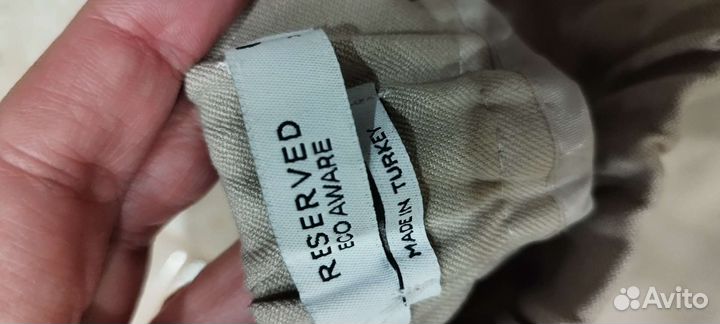 RESERVED
ECO AWARE
MADE IN TURKEY
Avito